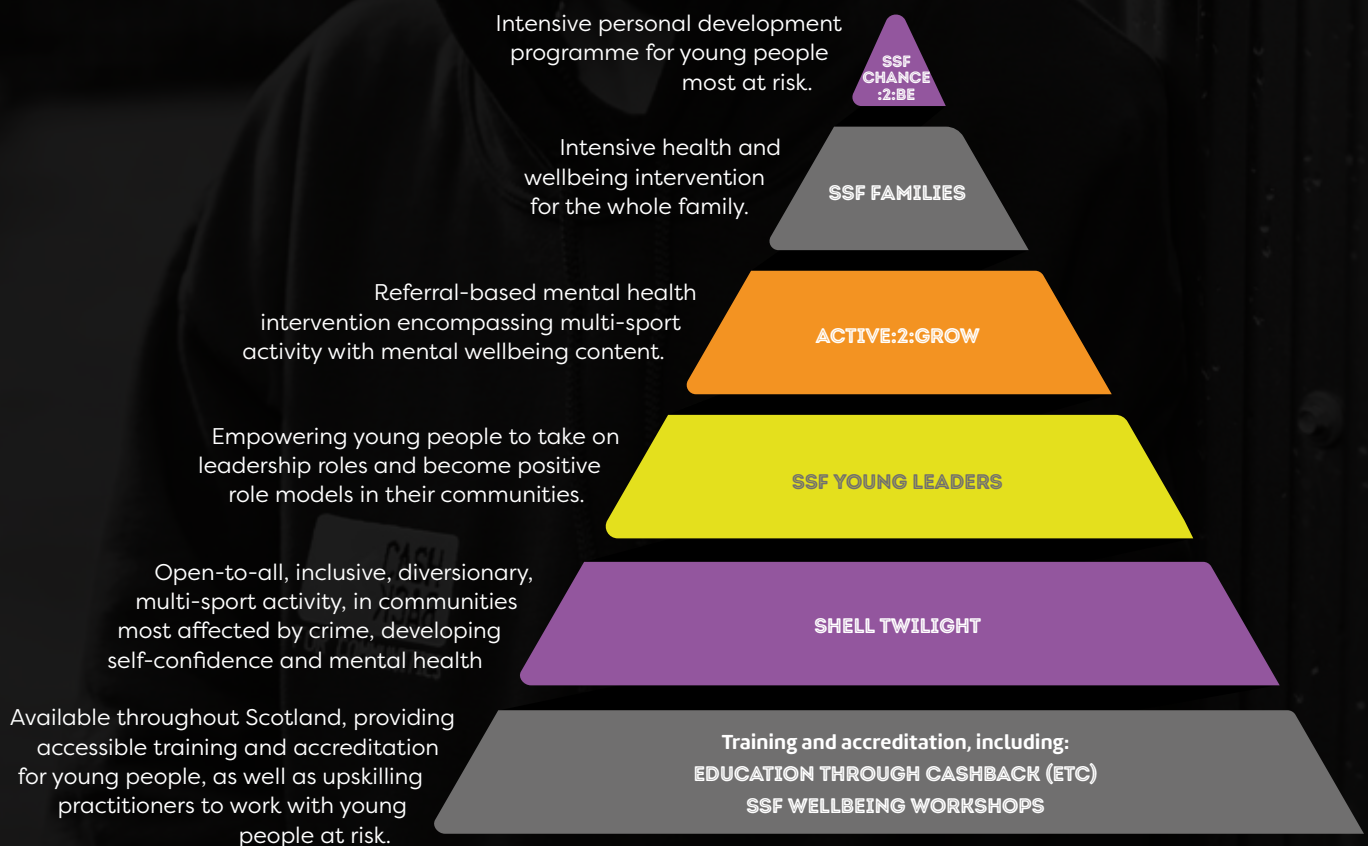 Intensive personal development
programme for young people
most at risk.
SSF
CHANCE
:2:BE
Intensive health and
wellbeing intervention
for the whole family.
SSF FAMILIES
Referral-based mental health
intervention encompassing multi-sport
activity with mental wellbeing content.
ACTIVE:2:GROW
Empowering young people to take on
leadership roles and become positive
role models in their communities.
SSF YOUNG LEADERS
Open-to-all, inclusive, diversionary,
multi-sport activity, in communities
most affected by crime, developing
self-confidence and mental health
SHELL TWILIGHT
CASH
BACK
Available throughout Scotland, providing
accessible training and accreditation
for young people, as well as upskilling
practitioners to work with young
people at risk.
Training and accreditation, including:
EDUCATION THROUGH CASHBACK (ETC)
SSF WELLBEING WORKSHOPS